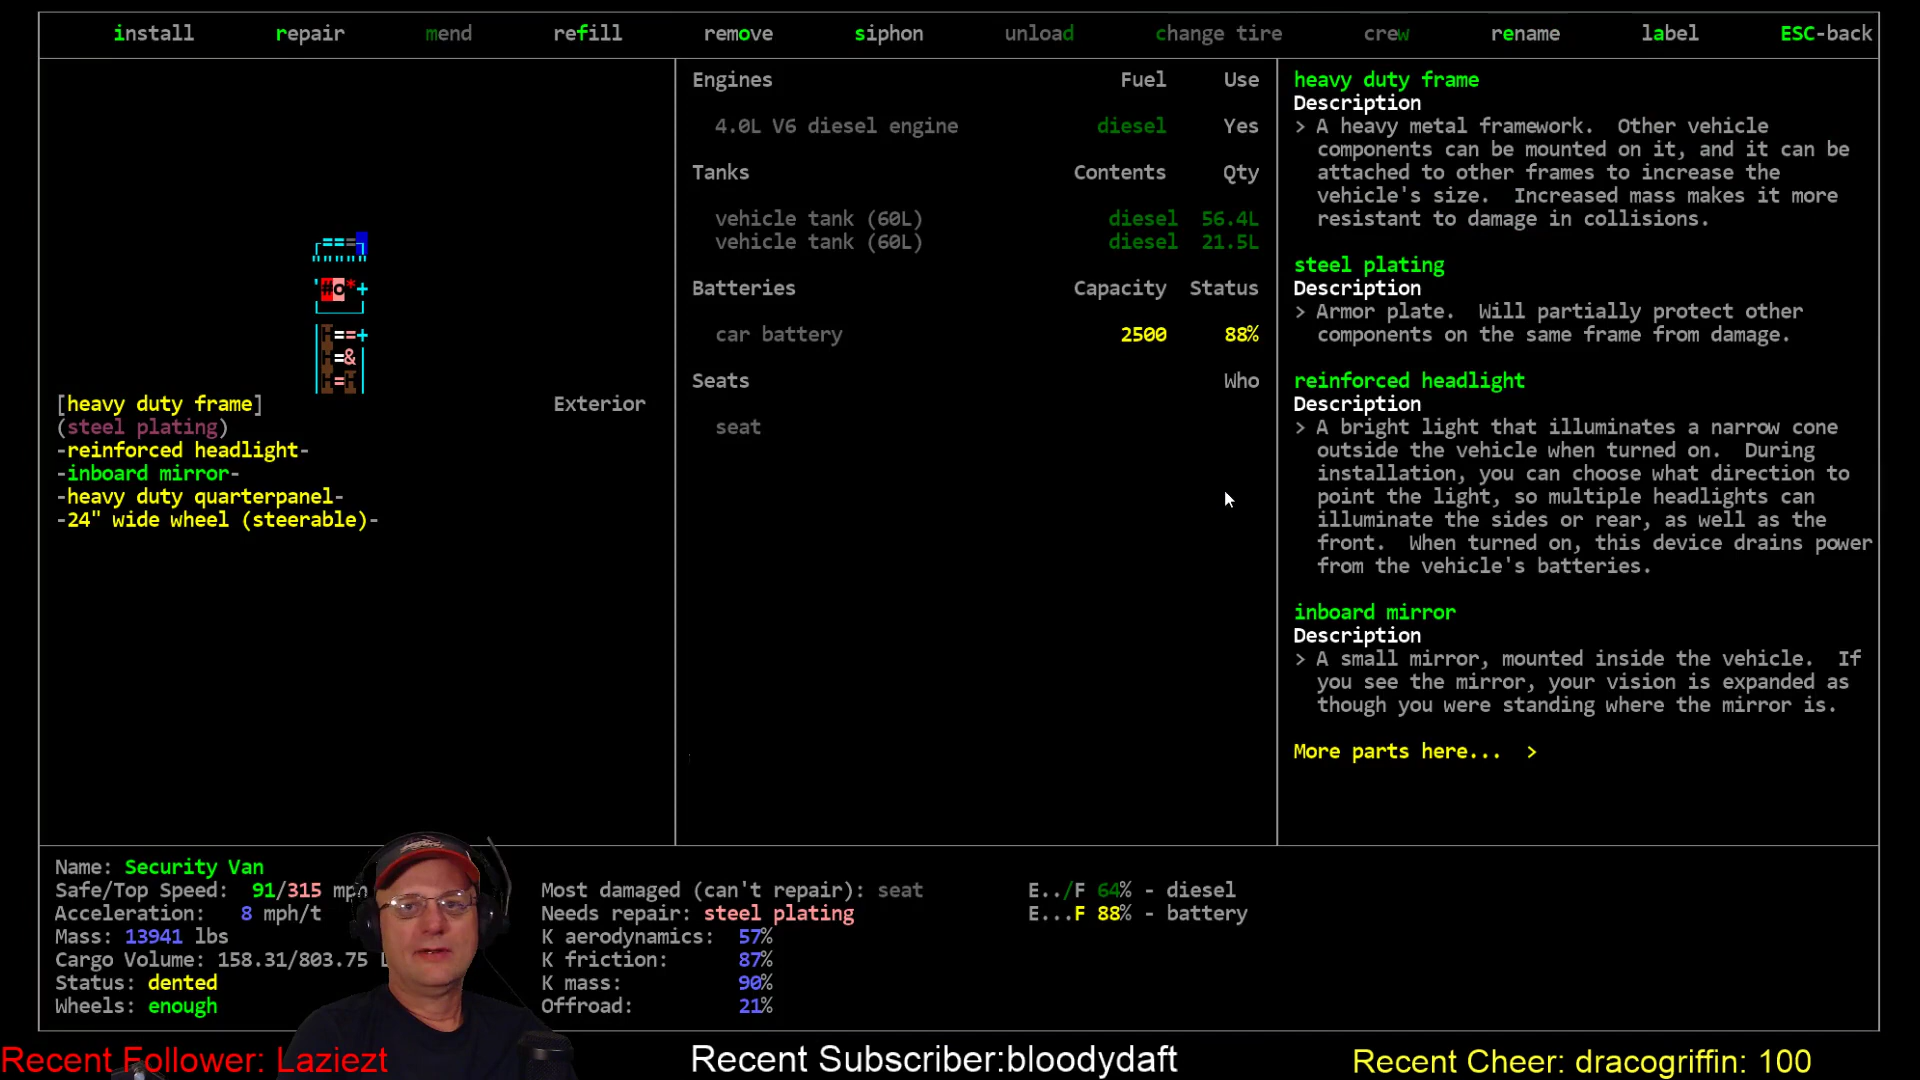 install repair mend refill remove siphon unload change tire crew rename label ESC-back
[heavy duty frame] Exterior
(steel plating)
-reinforced headlight-
-inboard mirror-
-heavy duty quarterpanel-
-24" wide wheel (steerable)-
Engines Fuel Use
4.0L V6 diesel engine diesel Yes
Tanks Contents Qty
vehicle tank (60L) diesel 56.4L
vehicle tank (60L) diesel 21.5L
Batteries Capacity Status
car battery 2500 88%
Seats Who
seat
heavy duty frame
Description
> A heavy metal framework. Other vehicle
components can be mounted on it, and it can be
attached to other frames to increase the
vehicle's size. Increased mass makes it more
resistant to damage in collisions.
steel plating
Description
> Armor plate. Will partially protect other
components on the same frame from damage.
reinforced headlight
Description
> A bright light that illuminates a narrow cone
outside the vehicle when turned on. During
installation, you can choose what direction to
point the light, so multiple headlights can
illuminate the sides or rear, as well as the
front. When turned on, this device drains power
from the vehicle's batteries.
inboard mirror
Description
> A small mirror, mounted inside the vehicle. If
you see the mirror, your vision is expanded as
though you were standing where the mirror is.
More parts here... >
Name: Security Van
Safe/Top Speed: 91/315
Acceleration: 8 mph/t
Mass: 13941 lbs
Cargo Volume: 158.31/803.75
Status: dented
Wheels: enough
Most damaged (can't repair): seat
Needs repair: steel plating
K aerodynamics: 57%
K friction: 87%
K mass: 90%
Offroad: 21%
E../F 64% - diesel
E...F 88% - battery
Recent Follower: Laziezt
Recent Subscriber:bloodydaft
Recent Cheer: dracogriffin: 100